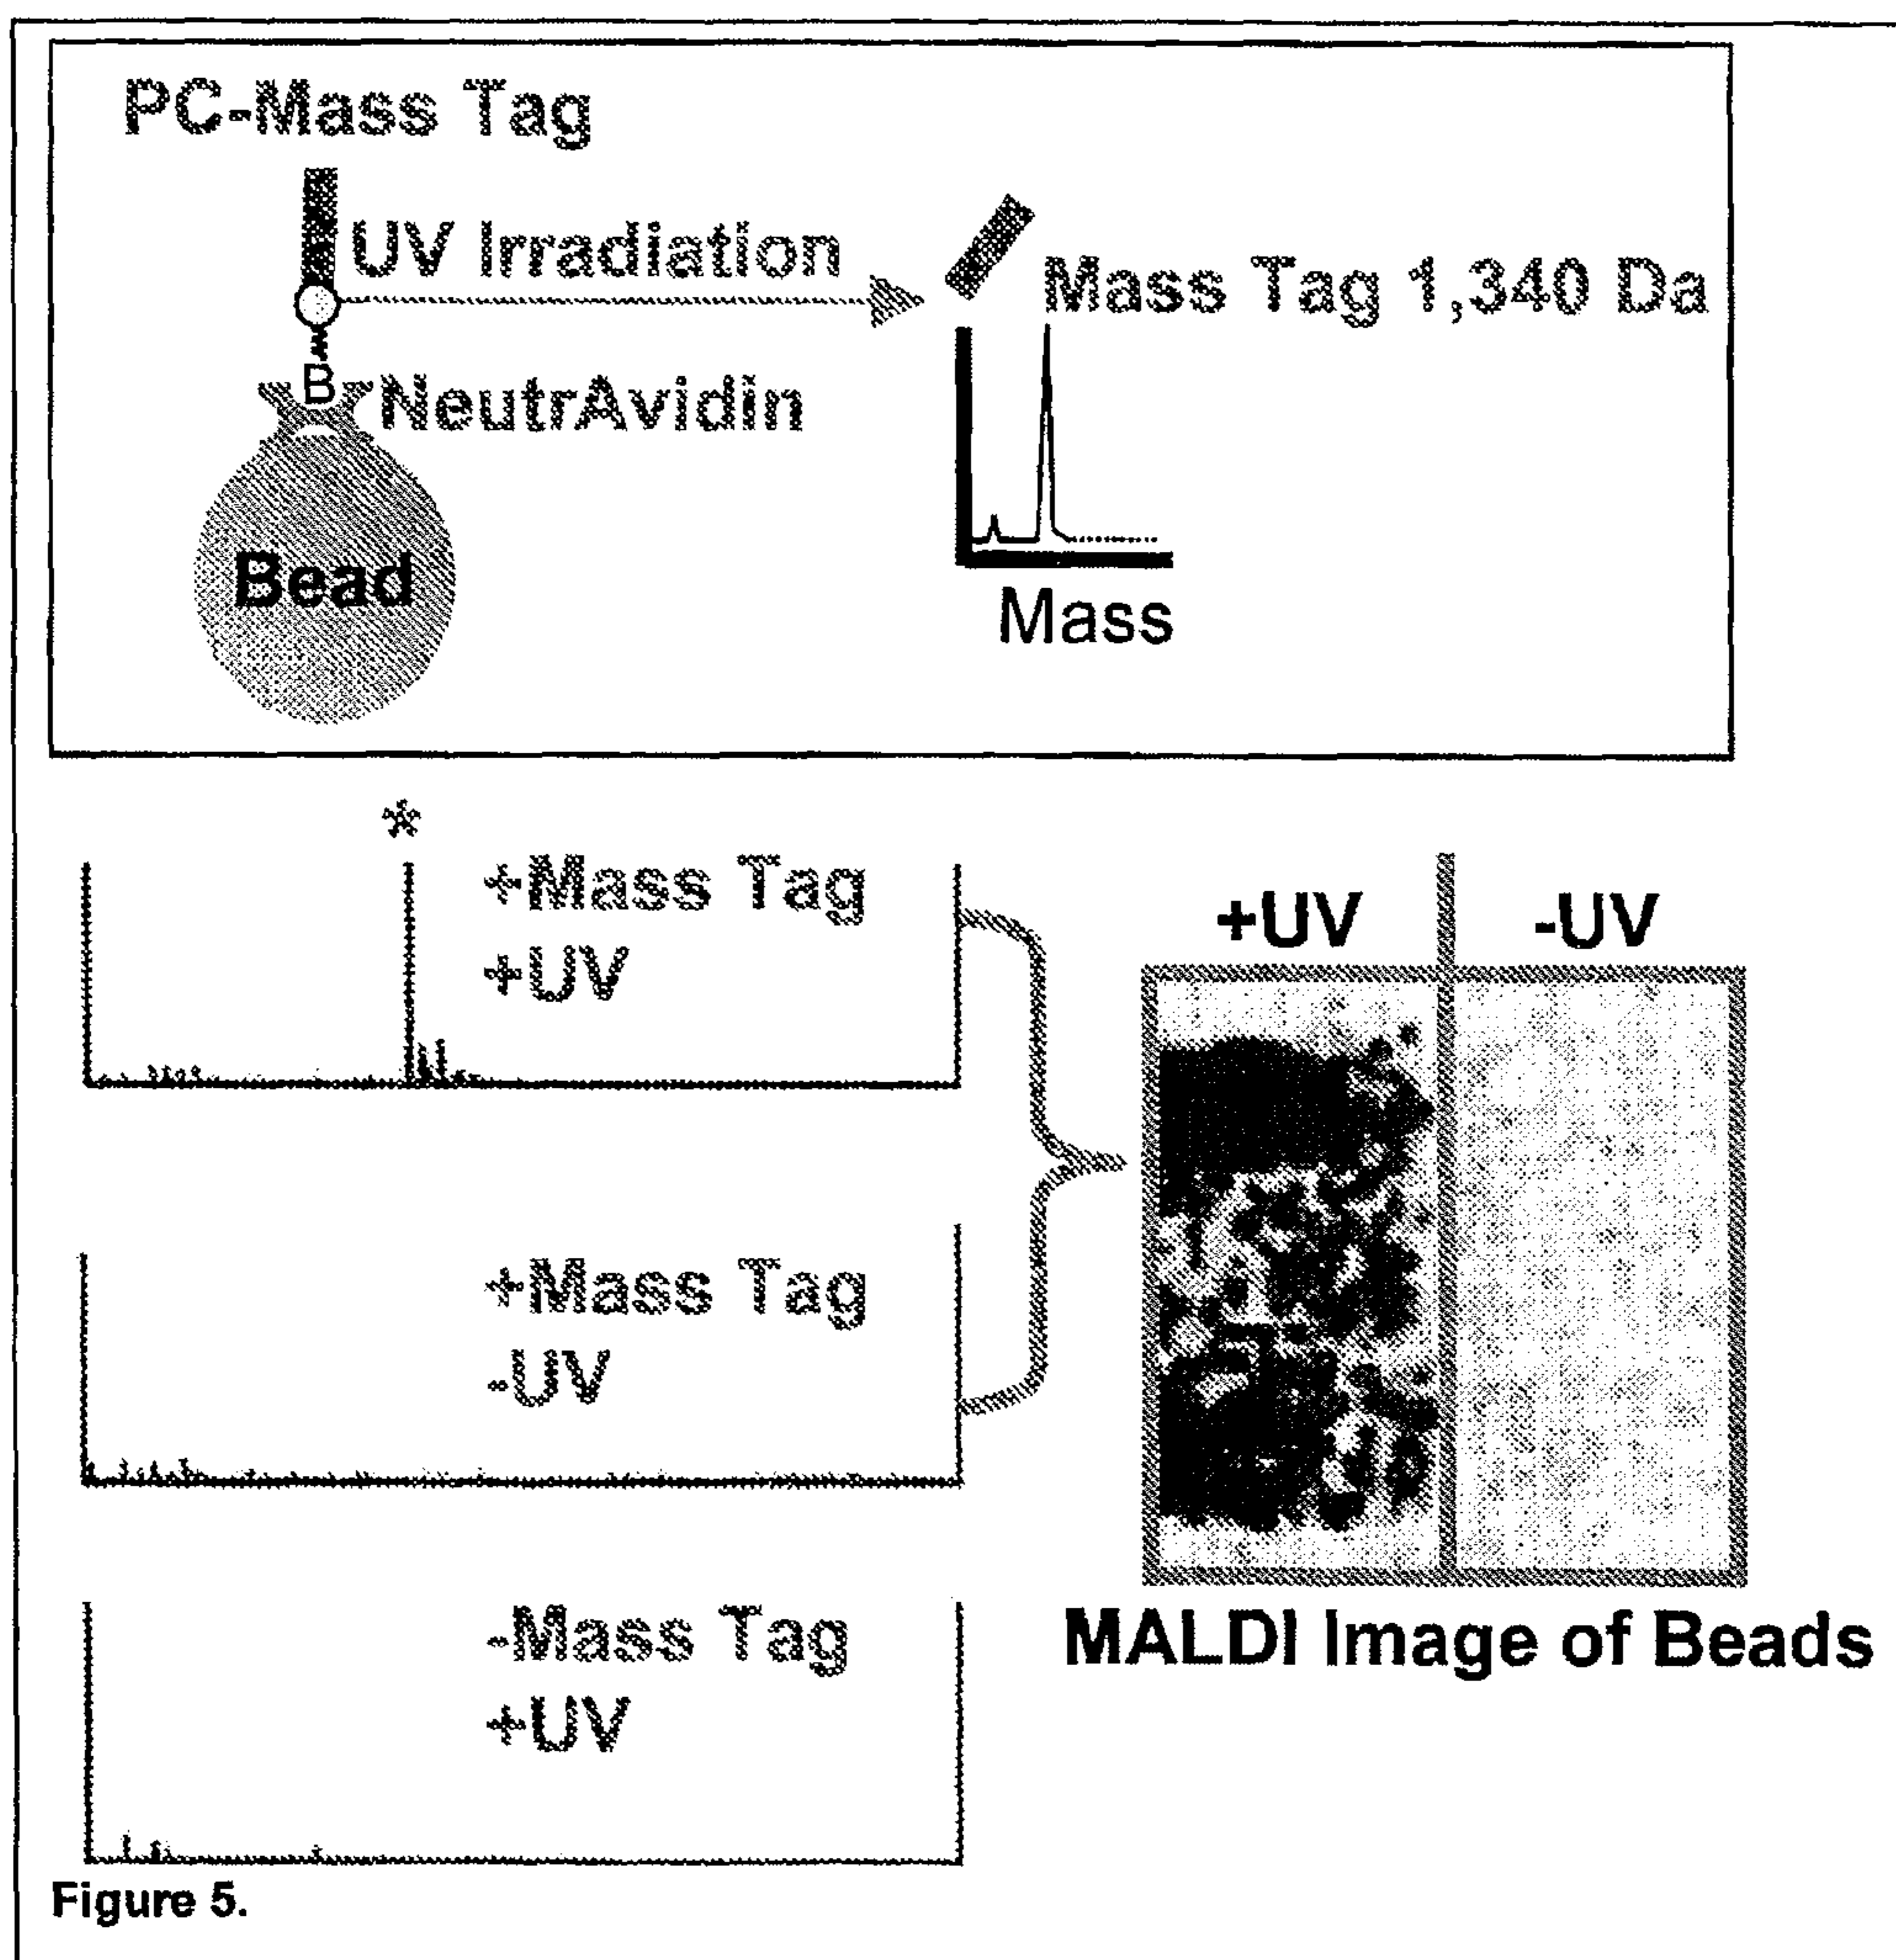 PC-Mass Tag
UV Irradiation
Mass Tag 1,340 Da
B
NeutrAvidin
Bead
Mass
*
+Mass Tag
+UV
+UV
-UV
+Mass Tag
-UV
-Mass Tag
+UV
MALDI Image of Beads
Figure 5.